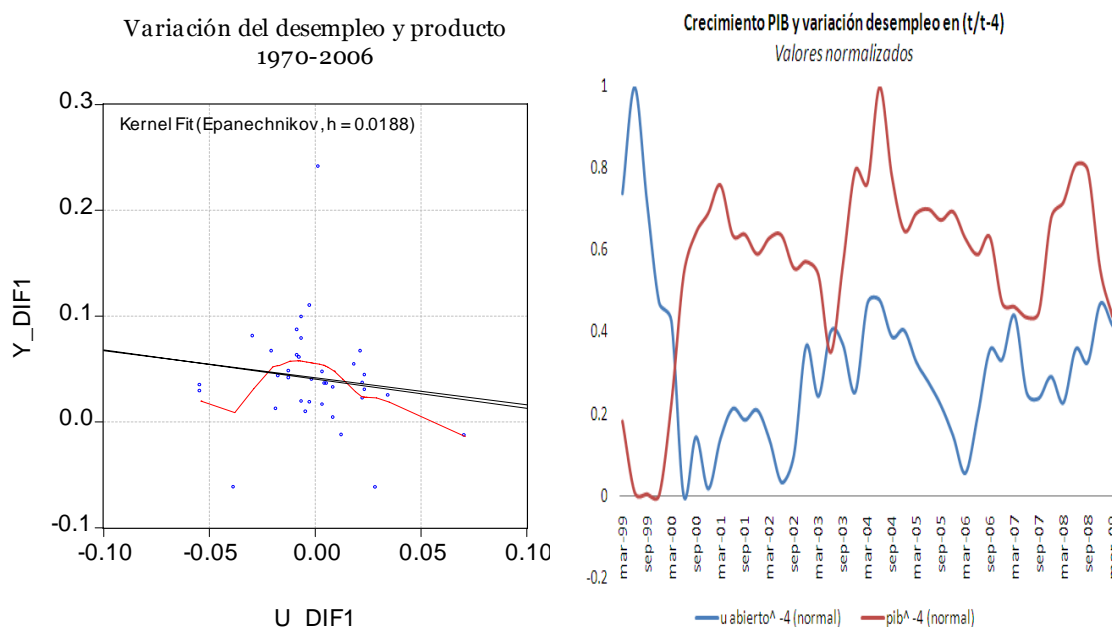 Variación del desempleo y producto
1970-2006
Kernel Fit (Epanechnikov, h = 0.0188)
0.3
0.2
0.1
0.0
-0.1
Y_DIF1
-0.10
-0.05
0.00
0.05
0.10
U_DIF1
Crecimiento PIB y variación desempleo en (t/t-4)
Valores normalizados
1
0.8
0.6
0.4
0.2
0
-0.2
mar-99
sep-99
mar-00
sep-00
mar-01
sep-01
mar-02
sep-02
mar-03
sep-03
mar-04
sep-04
mar-05
sep-05
mar-06
sep-06
mar-07
sep-07
mar-08
sep-08
mar-09
u abierto^ -4 (normal)
pib^ -4 (normal)